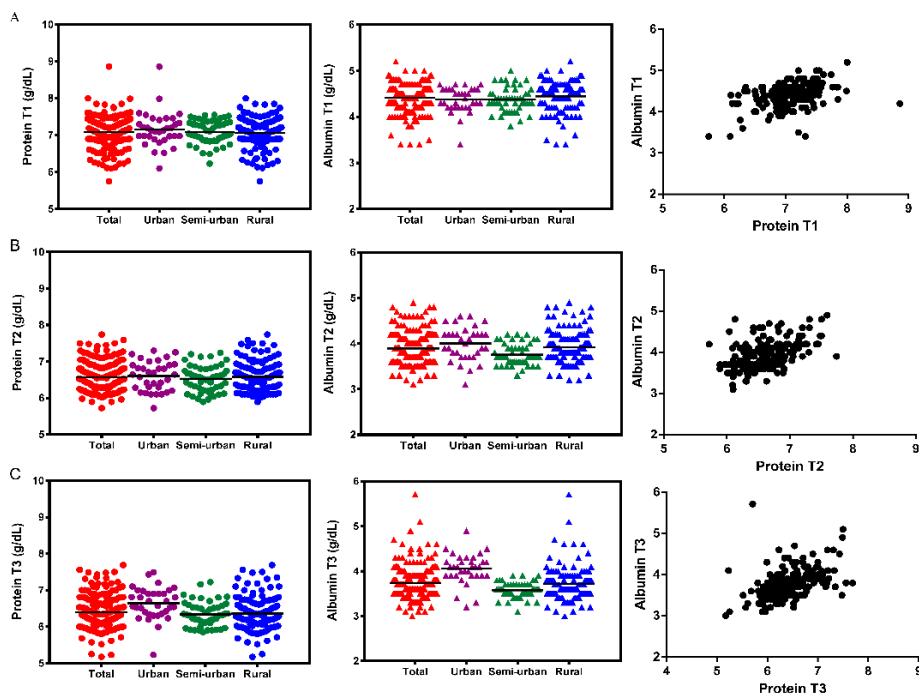 A
Protein T1 (g/dL)
10
9
8
7
6
5
Total Urban Semi-urban Rural
Albumin T1 (g/dL)
6
5
4
3
2
Total Urban Semi-urban Rural
Albumin T1
6
5
4
3
2
5 6 7 8 9
Protein T1
B
Protein T2 (g/dL)
10
9
8
7
6
5
Total Urban Semi-urban Rural
Albumin T2 (g/dL)
6
5
4
3
2
Total Urban Semi-urban Rural
Albumin T2
6
5
4
3
2
5 6 7 8 9
Protein T2
C
Protein T3 (g/dL)
10
9
8
7
6
5
Total Urban Semi-urban Rural
Albumin T3 (g/dL)
6
5
4
3
2
Total Urban Semi-urban Rural
Albumin T3
6
5
4
3
2
4 5 6 7 8 9
Protein T3